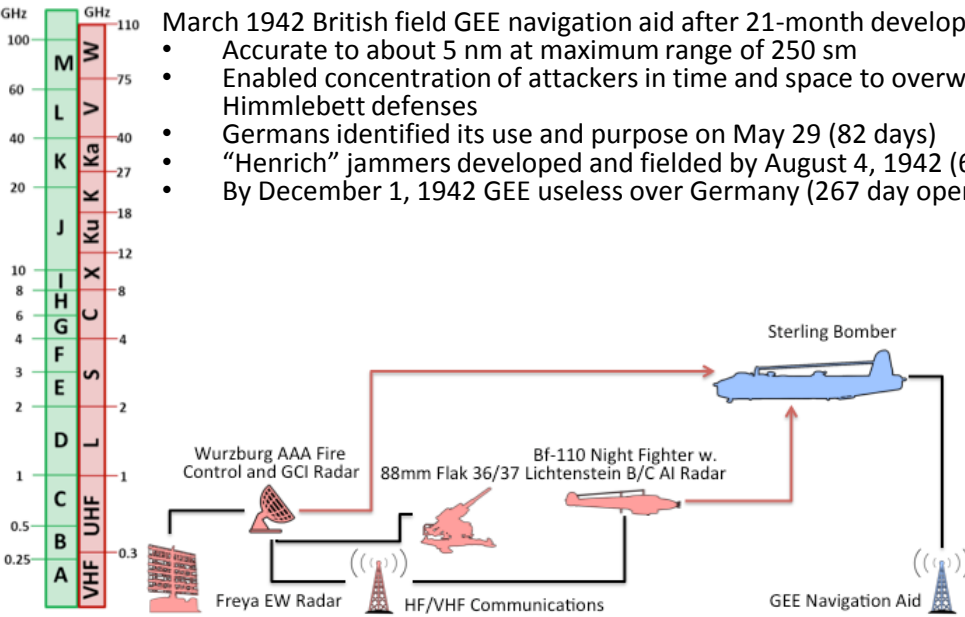 GHz
GHz
100
60
40
20
10
8
6
4
3
2
1
0.5
0.25
M
L
K
J
I
H
G
F
E
D
C
B
A
W
V
Ka
K
Ku
X
C
S
L
UHF
VHF
110
75
40
27
18
12
8
4
2
1
0.3
March 1942 British field GEE navigation aid after 21-month develop
• Accurate to about 5 nm at maximum range of 250 sm
• Enabled concentration of attackers in time and space to overw
Himmlebett defenses
• Germans identified its use and purpose on May 29 (82 days)
• “Henrich” jammers developed and fielded by August 4, 1942 (6
• By December 1, 1942 GEE useless over Germany (267 day oper
Sterling Bomber
Wurzburg AAA Fire
Control and GCI Radar
88mm Flak 36/37
Bf-110 Night Fighter w.
Lichtenstein B/C AI Radar
Freya EW Radar
HF/VHF Communications
GEE Navigation Aid